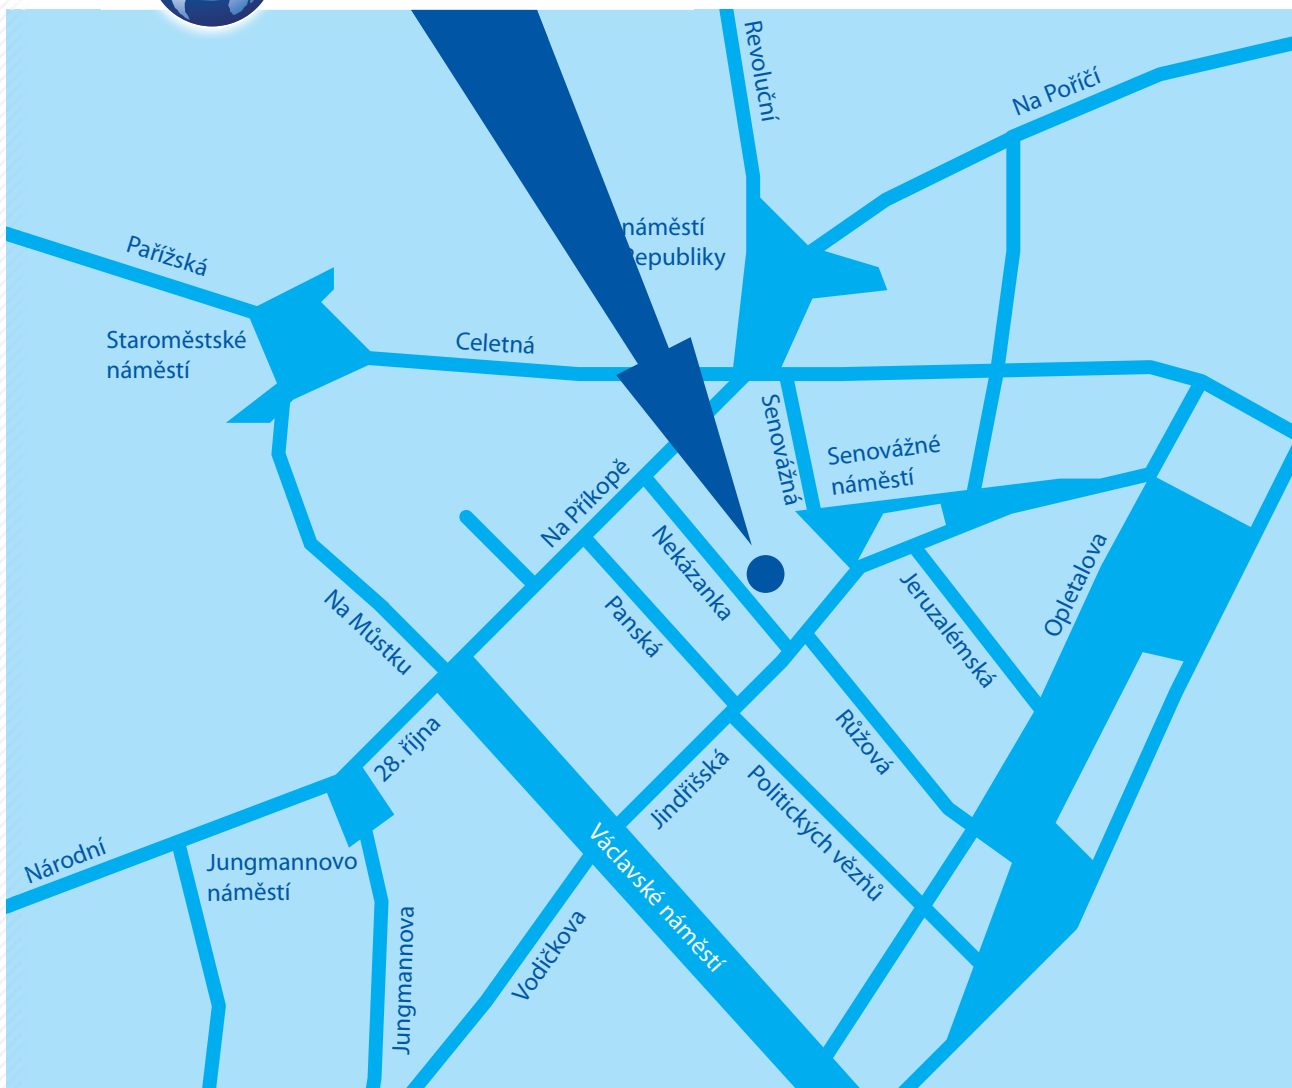 Revoluční
Na Poříčí
náměstí
Republiky
Pařížská
Staroměstské
náměstí
Celetná
Senovážná
Senovážné
náměstí
Na Příkopě
Nekázanka
Panská
Opletalova
Jeruzalémská
Na Můstku
28. října
Růžová
Jindřišská
Politických vězňů
Václavské náměstí
Národní
Jungmannovo
náměstí
Jungmannova
Vodičkova